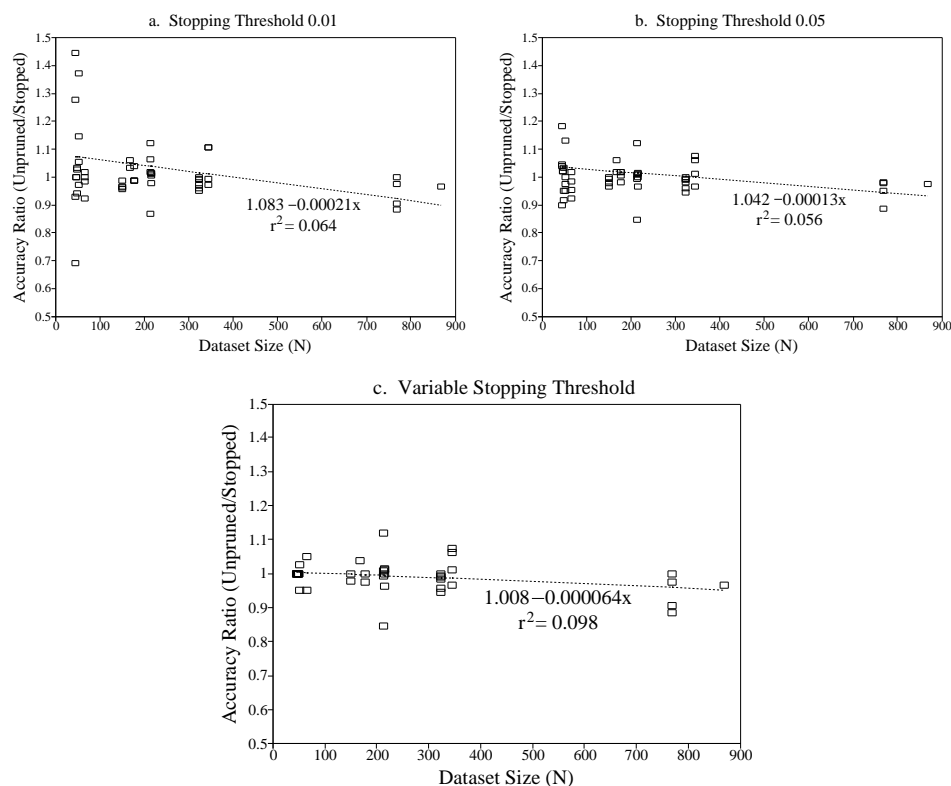 a. Stopping Threshold 0.01
1.5
1.4
1.3
1.2
1.1
1
0.9
0.8
0.7
0.6
0.5
Accuracy Ratio (Unpruned/Stopped)
1.083 −0.00021x
r² = 0.064
0 100 200 300 400 500 600 700 800 900
Dataset Size (N)
b. Stopping Threshold 0.05
1.5
1.4
1.3
1.2
1.1
1
0.9
0.8
0.7
0.6
0.5
Accuracy Ratio (Unpruned/Stopped)
1.042 −0.00013x
r² = 0.056
0 100 200 300 400 500 600 700 800 900
Dataset Size (N)
c. Variable Stopping Threshold
1.5
1.4
1.3
1.2
1.1
1
0.9
0.8
0.7
0.6
0.5
Accuracy Ratio (Unpruned/Stopped)
1.008−0.000064x
r² = 0.098
0 100 200 300 400 500 600 700 800 900
Dataset Size (N)